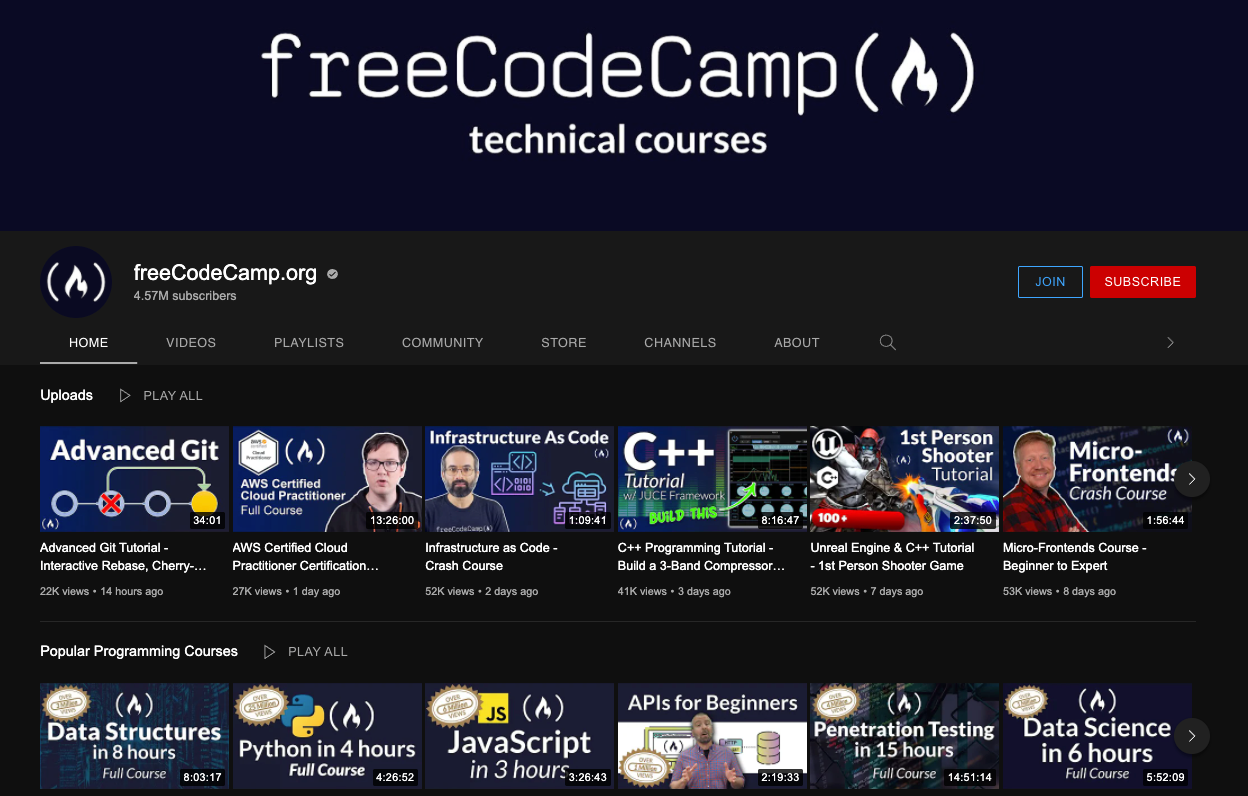 freeCodeCamp
technical courses
freeCodeCamp.org
4.57M subscribers
JOIN
SUBSCRIBE
HOME
VIDEOS
PLAYLISTS
COMMUNITY
STORE
CHANNELS
ABOUT
Uploads
PLAY ALL
Advanced Git
34:01
Advanced Git Tutorial -
Interactive Rebase, Cherry-…
22K views • 14 hours ago
AWS Certified
Cloud Practitioner
Full Course
13:26:00
AWS Certified Cloud
Practitioner Certification…
27K views • 1 day ago
Infrastructure As Code
freeCodeCamp
1:09:41
Infrastructure as Code -
Crash Course
52K views • 2 days ago
C++
Tutorial
w/ JUCE Framework
BUILD THIS
8:16:47
C++ Programming Tutorial -
Build a 3-Band Compressor…
41K views • 3 days ago
1st Person
Shooter
Tutorial
C++
100+
2:37:50
Unreal Engine & C++ Tutorial
- 1st Person Shooter Game
52K views • 7 days ago
Micro-
Frontends
Crash Course
1:56:44
Micro-Frontends Course -
Beginner to Expert
53K views • 8 days ago
Popular Programming Courses
PLAY ALL
Data Structures
in 8 hours
Full Course
8:03:17
Python in 4 hours
Full Course
4:26:52
JS
JavaScript
in 3 hours
3:26:43
APIs for Beginners
2:19:33
Penetration Testing
in 15 hours
Full Course
14:51:14
Data Science
in 6 hours
Full Course
5:52:09